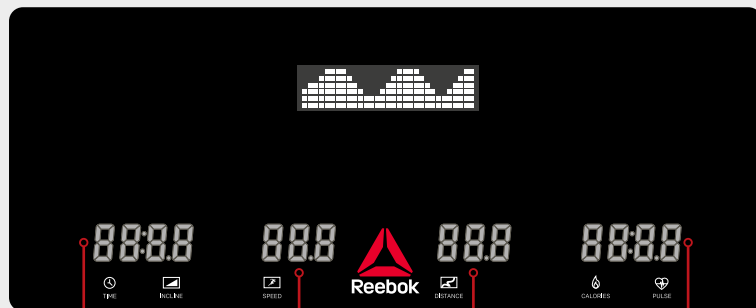 88:8.8
88.8
88.8
88:8.8
TIME
INCLINE
SPEED
Reebok
DISTANCE
CALORIES
PULSE